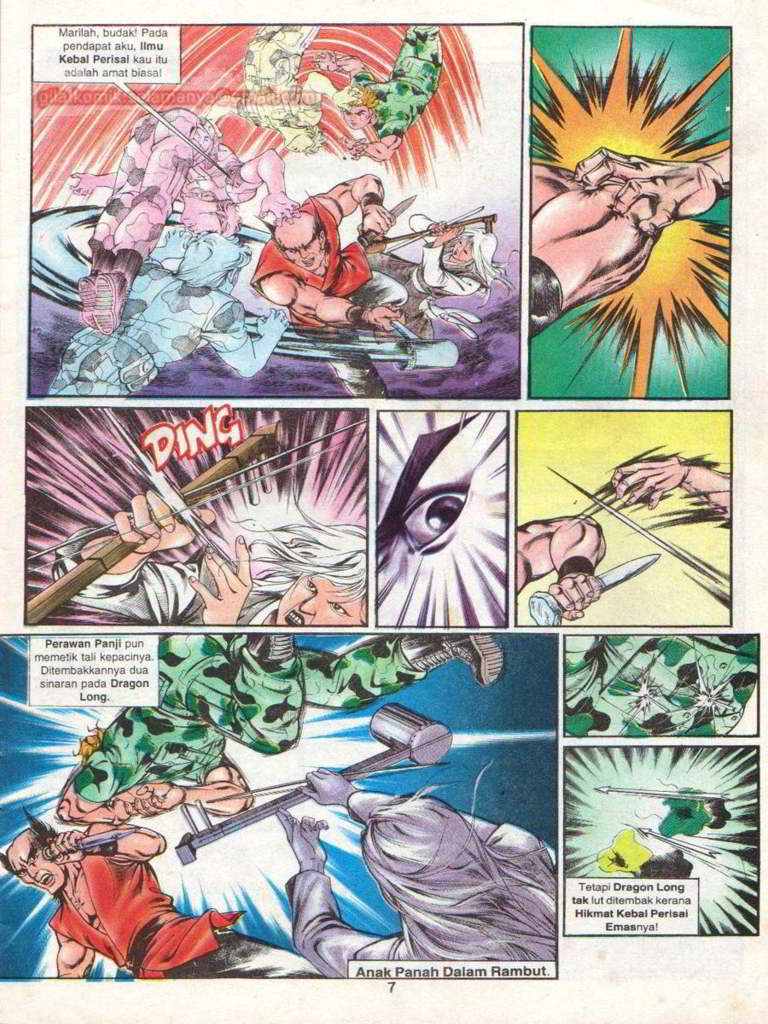 Marilah, budak! Pada
pendapat aku, Ilmu
Kebal Perisai kau itu
adalah amat biasa!
DING
Perawan Panji pun
memetik tali kepacinya.
Ditembakkannya dua
sinaran pada Dragon
Long.
Tetapi Dragon Long
tak lut ditembak kerana
Hikmat Kebal Perisai
Emasnya!
Anak Panah Dalam Rambut.
7